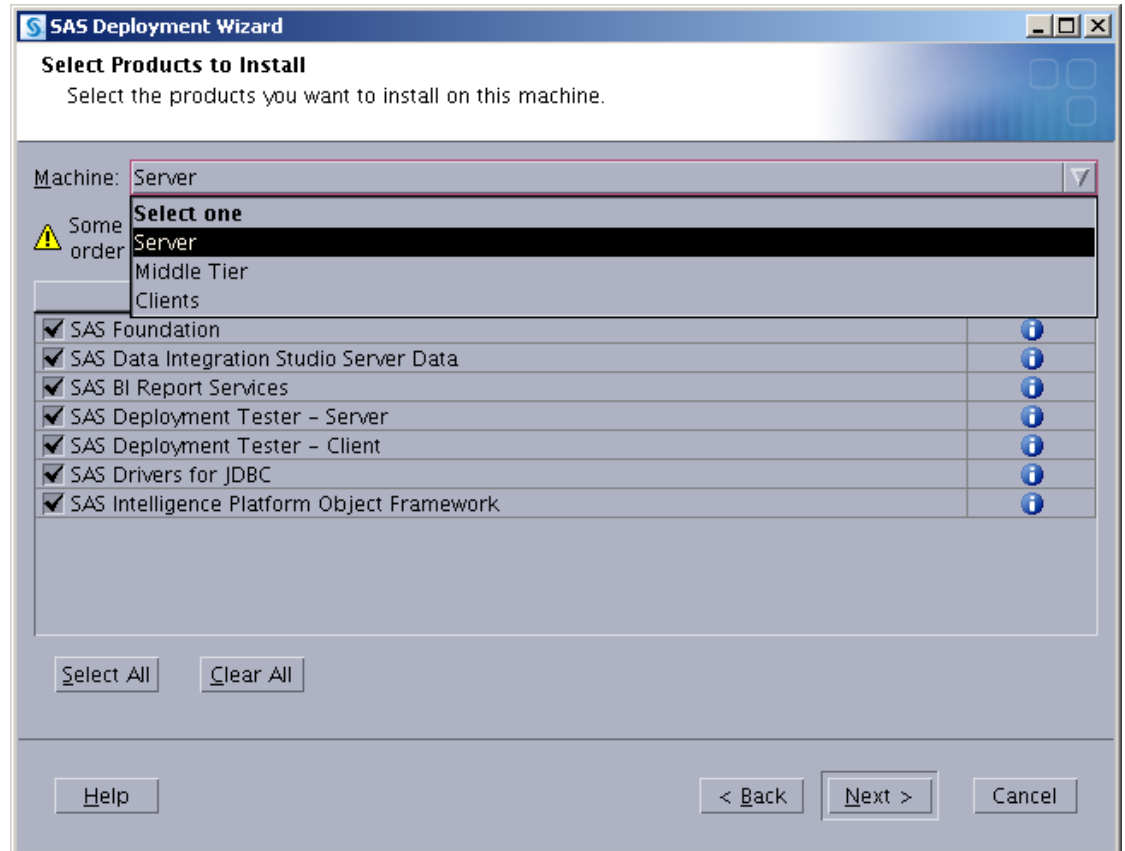 SAS Deployment Wizard
Select Products to Install
Select the products you want to install on this machine.
Machine: Server
Select one
Some
Server
order
Middle Tier
Clients
SAS Foundation
SAS Data Integration Studio Server Data
SAS BI Report Services
SAS Deployment Tester – Server
SAS Deployment Tester – Client
SAS Drivers for JDBC
SAS Intelligence Platform Object Framework
Select All Clear All
Help < Back Next > Cancel